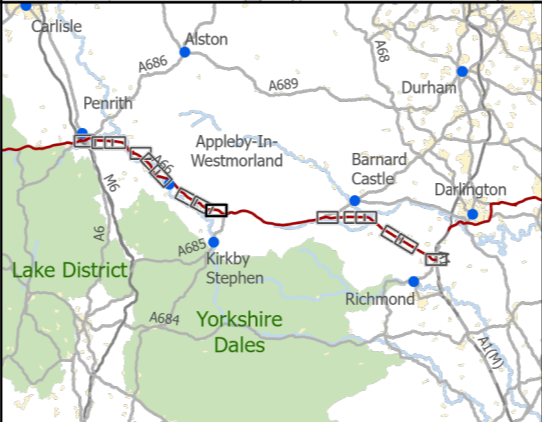 Carlisle
Alston
A68
A686
A689
Durham
Penrith
Appleby-In-
Westmorland
A66
Barnard
Castle
Darlington
M6
A6
A685
Kirkby
Stephen
Lake District
Richmond
A684
Yorkshire
Dales
A1(M)